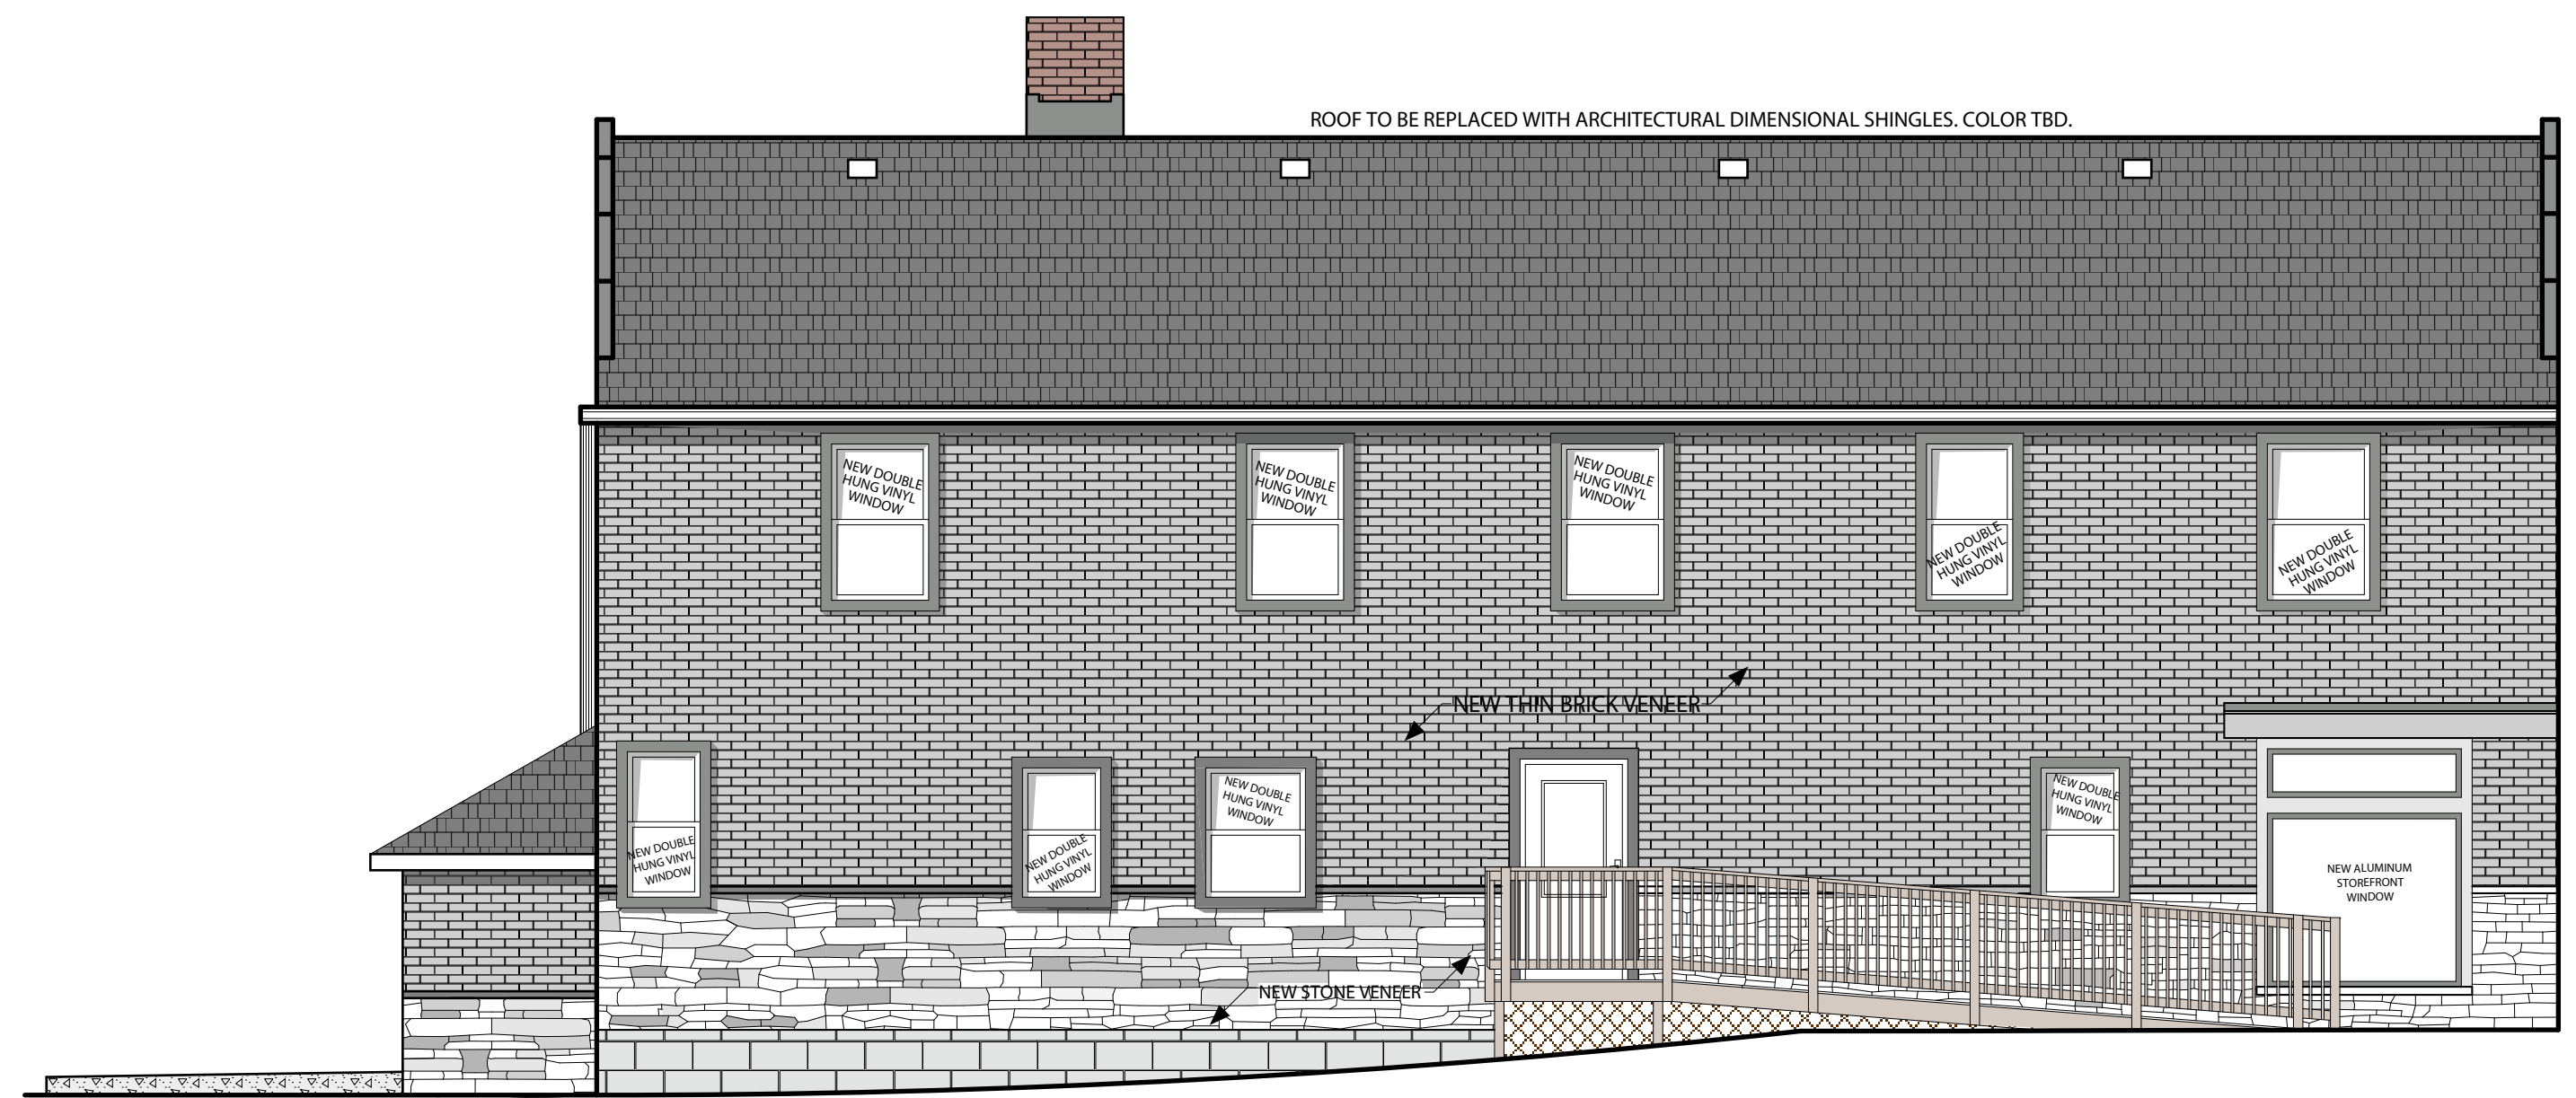 ROOF TO BE REPLACED WITH ARCHITECTURAL DIMENSIONAL SHINGLES. COLOR TBD.
NEW DOUBLE
HUNG VINYL
WINDOW
NEW DOUBLE
HUNG VINYL
WINDOW
NEW DOUBLE
HUNG VINYL
WINDOW
NEW DOUBLE
HUNG VINYL
WINDOW
NEW DOUBLE
HUNG VINYL
WINDOW
NEW THIN BRICK VENEER
NEW DOUBLE
HUNG VINYL
WINDOW
NEW DOUBLE
HUNG VINYL
WINDOW
NEW DOUBLE
HUNG VINYL
WINDOW
NEW DOUBLE
HUNG VINYL
WINDOW
NEW ALUMINUM
STOREFRONT
WINDOW
NEW STONE VENEER